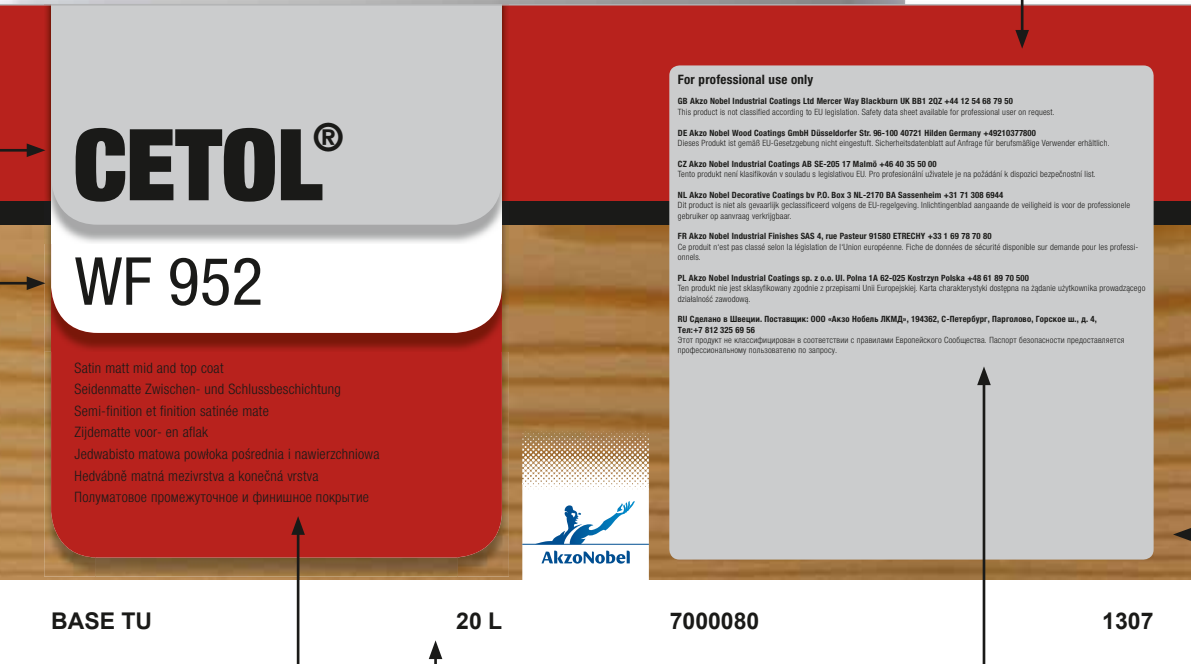 CETOL®
WF 952
Satin matt mid and top coat
Seidenmatte Zwischen- und Schlussbeschichtung
Semi-finition et finition satinée mate
Zijdematte voor- en aflak
Jedwabisto matowa powłoka pośrednia i nawierzchniowa
Hedvábně matná mezivrstva a konečná vrstva
Полуматовое промежуточное и финишное покрытие
AkzoNobel
For professional use only
GB Akzo Nobel Industrial Coatings Ltd Mercer Way Blackburn UK BB1 2QZ +44 12 54 68 79 50
This product is not classified according to EU legislation. Safety data sheet available for professional user on request.
DE Akzo Nobel Wood Coatings GmbH Düsseldorfer Str. 96-100 40721 Hilden Germany +49210377800
Dieses Produkt ist gemäß EU-Gesetzgebung nicht eingestuft. Sicherheitsdatenblatt auf Anfrage für berufsmäßige Verwender erhältlich.
CZ Akzo Nobel Industrial Coatings AB SE-205 17 Malmö +46 40 35 50 00
Tento produkt není klasifikován v souladu s legislativou EU. Pro profesionální uživatele je na požádání k dispozici bezpečnostní list.
NL Akzo Nobel Decorative Coatings bv P.O. Box 3 NL-2170 BA Sassenheim +31 71 308 6944
Dit product is niet als gevaarlijk geclassificeerd volgens de EU-regelgeving. Inlichtingenblad aangaande de veiligheid is voor de professionele
gebruiker op aanvraag verkrijgbaar.
FR Akzo Nobel Industrial Finishes SAS 4, rue Pasteur 91580 ETRECHY +33 1 69 78 70 80
Ce produit n'est pas classé selon la législation de l'Union européenne. Fiche de données de sécurité disponible sur demande pour les professi-
onnels.
PL Akzo Nobel Industrial Coatings sp. z o.o. Ul. Polna 1A 62-025 Kostrzyn Polska +48 61 89 70 500
Ten produkt nie jest sklasyfikowany zgodnie z przepisami Unii Europejskiej. Karta charakterystyki dostępna na żądanie użytkownika prowadzącego
działalność zawodową.
RU Сделано в Швеции. Поставщик: ООО «Акзо Нобель ЛКМД», 194362, С-Петербург, Парголово, Горское ш., д. 4,
Тел:+7 812 325 69 56
Этот продукт не классифицирован в соответствии с правилами Европейского Сообщества. Паспорт безопасности предоставляется
профессиональному пользователю по запросу.
BASE TU 20 L 7000080 1307